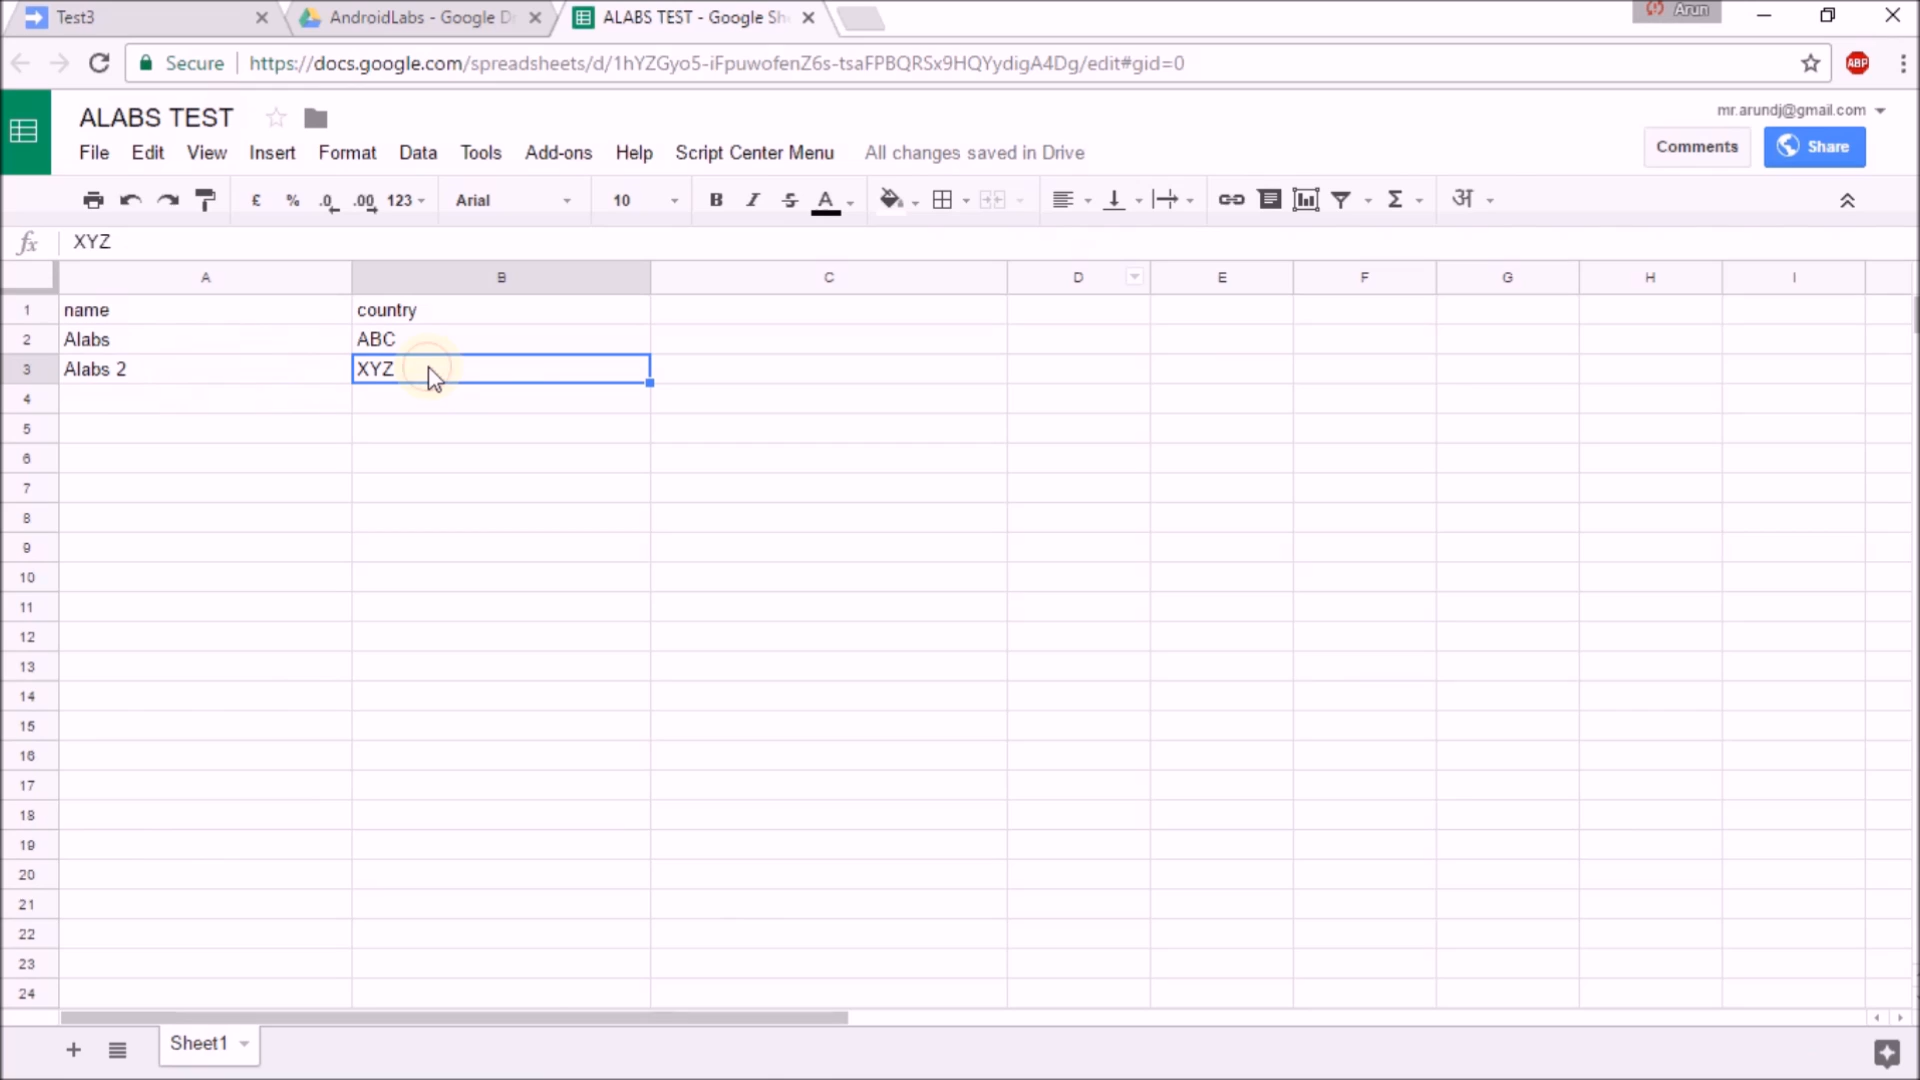 Test3
AndroidLabs - Google D
ALABS TEST - Google Sh
Arun
Secure https://docs.google.com/spreadsheets/d/1hYZGyo5-iFpuwofenZ6s-tsaFPBQRSx9HQYydigA4Dg/edit#gid=0
ABP
ALABS TEST
mr.arundj@gmail.com
File Edit View Insert Format Data Tools Add-ons Help Script Center Menu All changes saved in Drive
Comments Share
£ % .0 .00 123 Arial 10 B I S A Σ अ
fx XYZ
A B C D E F G H I
1 name country
2 Alabs ABC
3 Alabs 2 XYZ
4
5
6
7
8
9
10
11
12
13
14
15
16
17
18
19
20
21
22
23
24
+ Sheet1